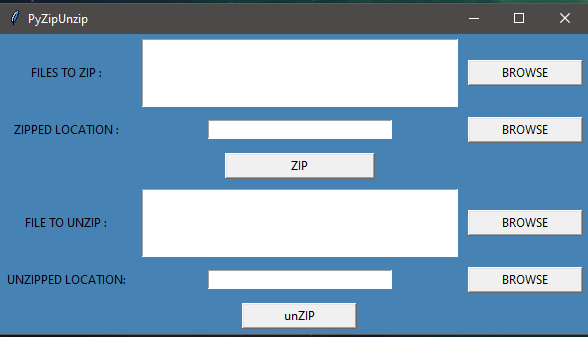 PyZipUnzip
FILES TO ZIP :
BROWSE
ZIPPED LOCATION :
BROWSE
ZIP
FILE TO UNZIP :
BROWSE
UNZIPPED LOCATION:
BROWSE
unZIP